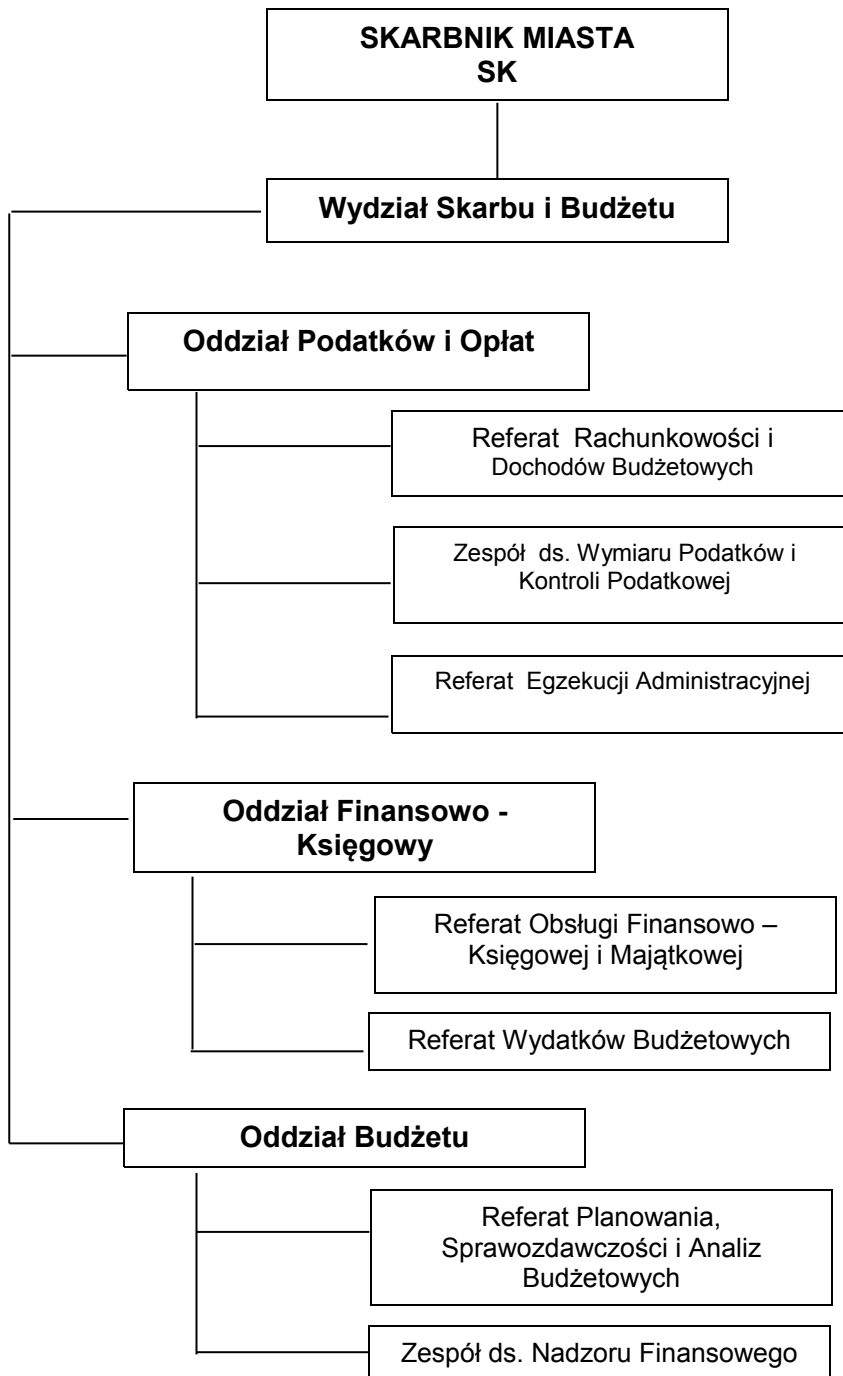 SKARBNIK MIASTA
SK
Wydział Skarbu i Budżetu
Oddział Podatków i Opłat
Referat Rachunkowości i
Dochodów Budżetowych
Zespół ds. Wymiaru Podatków i
Kontroli Podatkowej
Referat Egzekucji Administracyjnej
Oddział Finansowo -
Księgowy
Referat Obsługi Finansowo –
Księgowej i Majątkowej
Referat Wydatków Budżetowych
Oddział Budżetu
Referat Planowania,
Sprawozdawczości i Analiz
Budżetowych
Zespół ds. Nadzoru Finansowego